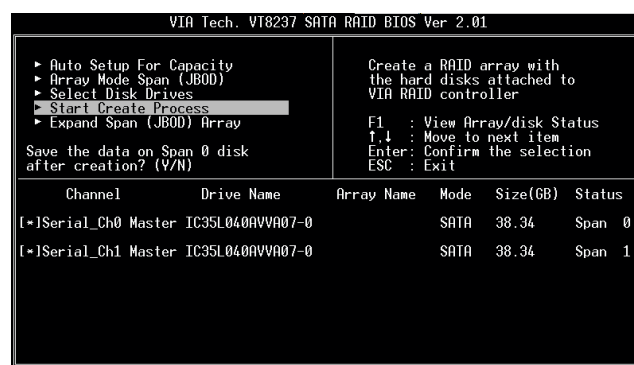 VIA Tech. VT8237 SATA RAID BIOS Ver 2.01
► Auto Setup For Capacity
► Array Mode Span (JBOD)
► Select Disk Drives
► Start Create Process
► Expand Span (JBOD) Array
Save the data on Span 0 disk
after creation? (Y/N)
Create a RAID array with
the hard disks attached to
VIA RAID controller
F1 : View Array/disk Status
↑,↓ : Move to next item
Enter: Confirm the selection
ESC : Exit
Channel Drive Name Array Name Mode Size(GB) Status
[*]Serial_Ch0 Master IC35L040AVVA07-0 SATA 38.34 Span 0
[*]Serial_Ch1 Master IC35L040AVVA07-0 SATA 38.34 Span 1